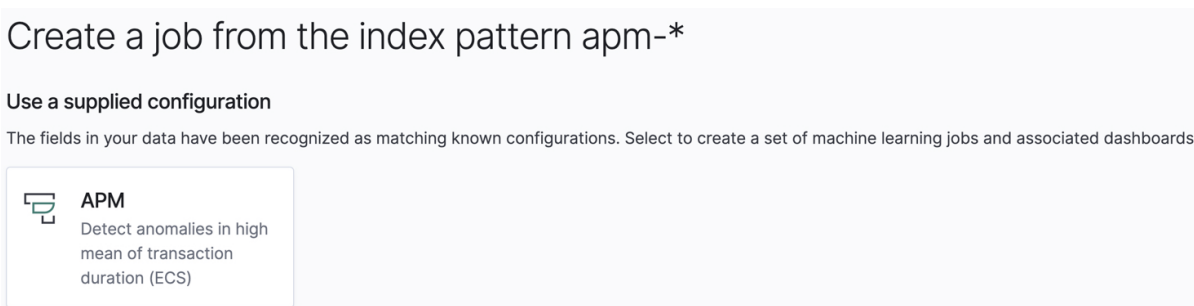 Create a job from the index pattern apm-*
Use a supplied configuration
The fields in your data have been recognized as matching known configurations. Select to create a set of machine learning jobs and associated dashboards
APM
Detect anomalies in high
mean of transaction
duration (ECS)